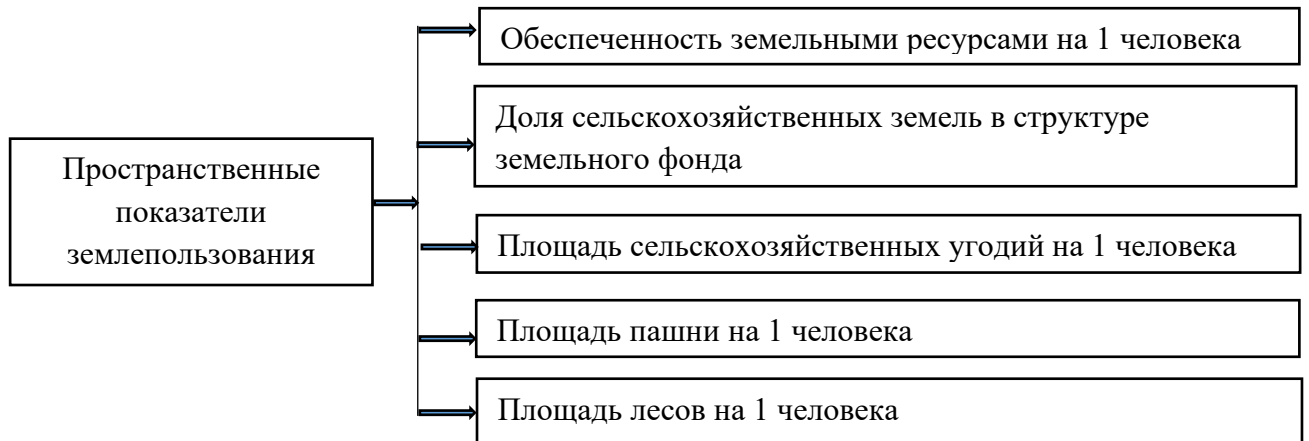 Пространственные
показатели
землепользования
Обеспеченность земельными ресурсами на 1 человека
Доля сельскохозяйственных земель в структуре
земельного фонда
Площадь сельскохозяйственных угодий на 1 человека
Площадь пашни на 1 человека
Площадь лесов на 1 человека